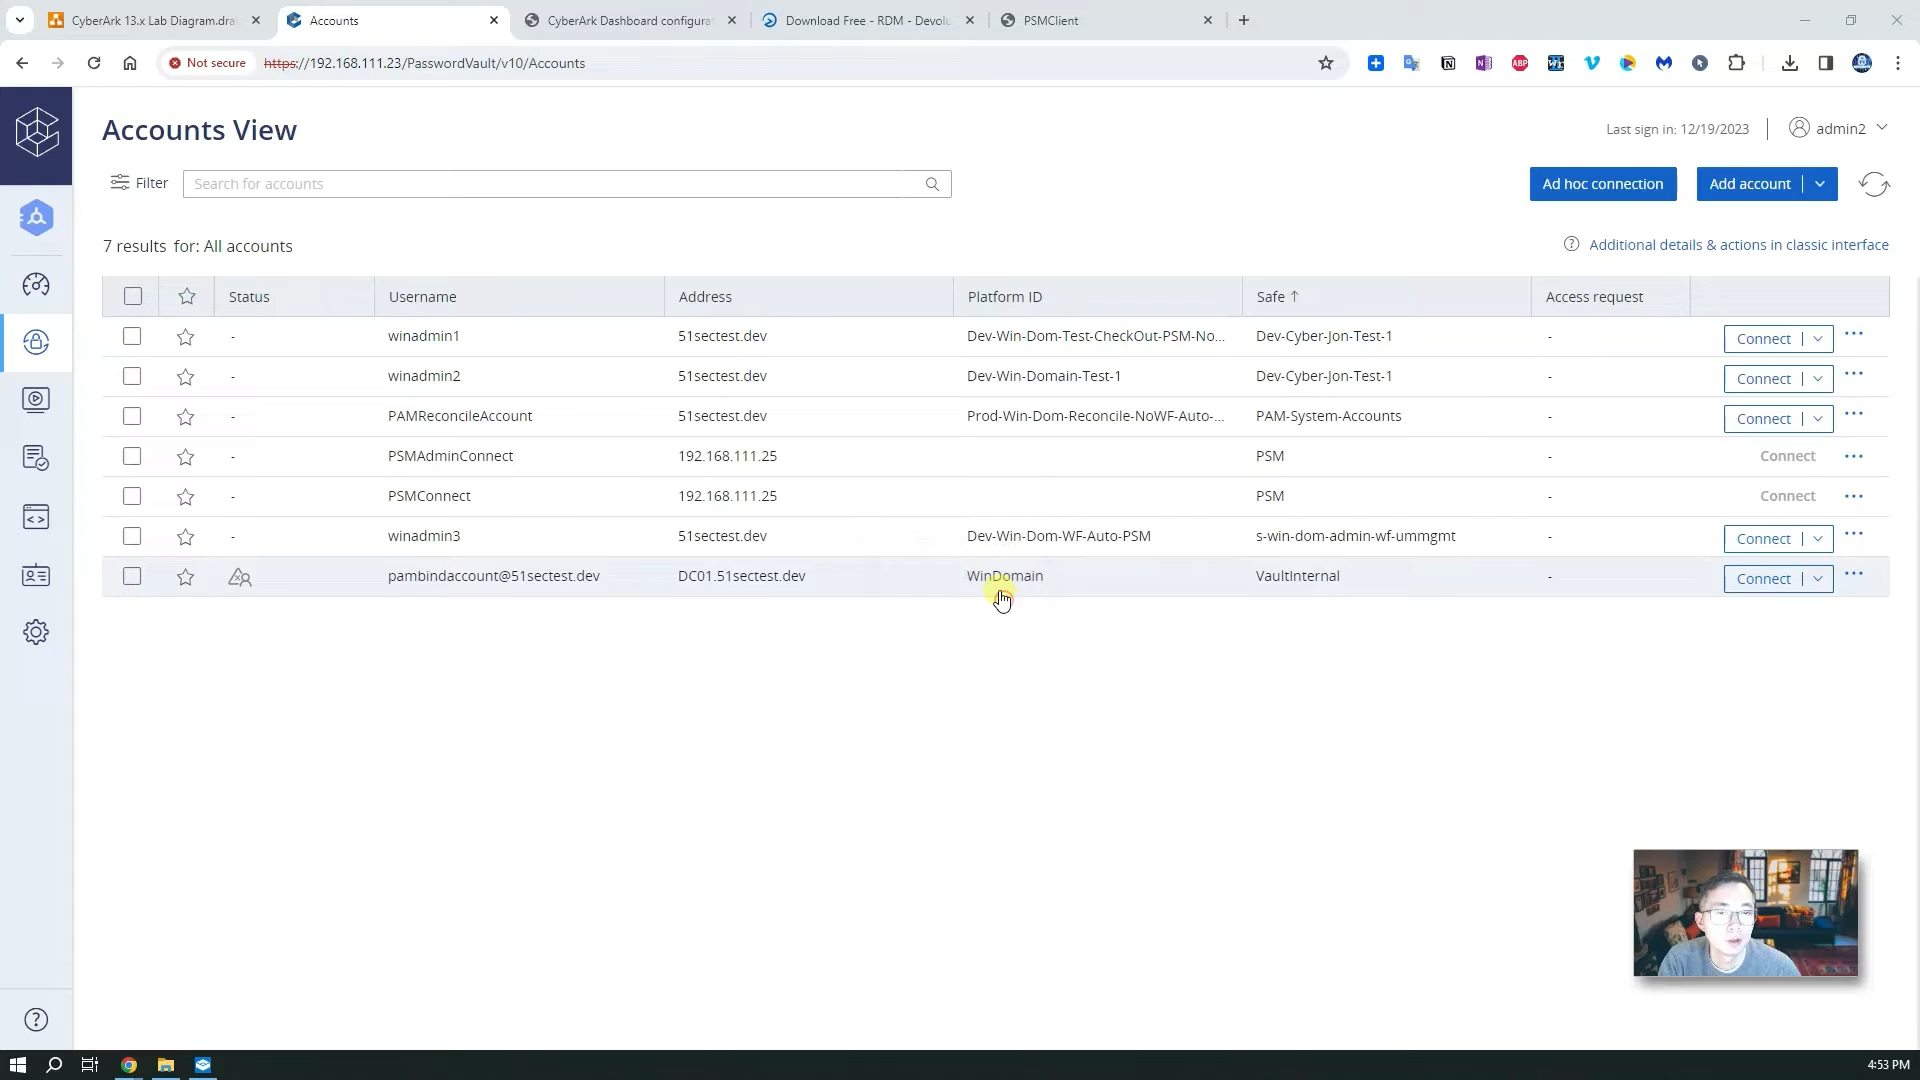 CyberArk 13.x Lab Diagram.dra
Accounts
CyberArk Dashboard configura
Download Free - RDM - Devolu
PSMClient
Not secure
https://192.168.111.23/PasswordVault/v10/Accounts
Accounts View
Last sign in: 12/19/2023
admin2
Filter
Search for accounts
Ad hoc connection
Add account
7 results for: All accounts
Additional details & actions in classic interface
Status Username Address Platform ID Safe ↑ Access request
- winadmin1 51sectest.dev Dev-Win-Dom-Test-CheckOut-PSM-No... Dev-Cyber-Jon-Test-1 - Connect ...
- winadmin2 51sectest.dev Dev-Win-Domain-Test-1 Dev-Cyber-Jon-Test-1 - Connect ...
- PAMReconcileAccount 51sectest.dev Prod-Win-Dom-Reconcile-NoWF-Auto-... PAM-System-Accounts - Connect ...
- PSMAdminConnect 192.168.111.25 PSM - Connect ...
- PSMConnect 192.168.111.25 PSM - Connect ...
- winadmin3 51sectest.dev Dev-Win-Dom-WF-Auto-PSM s-win-dom-admin-wf-ummgmt - Connect ...
pambindaccount@51sectest.dev DC01.51sectest.dev WinDomain VaultInternal - Connect ...
4:53 PM